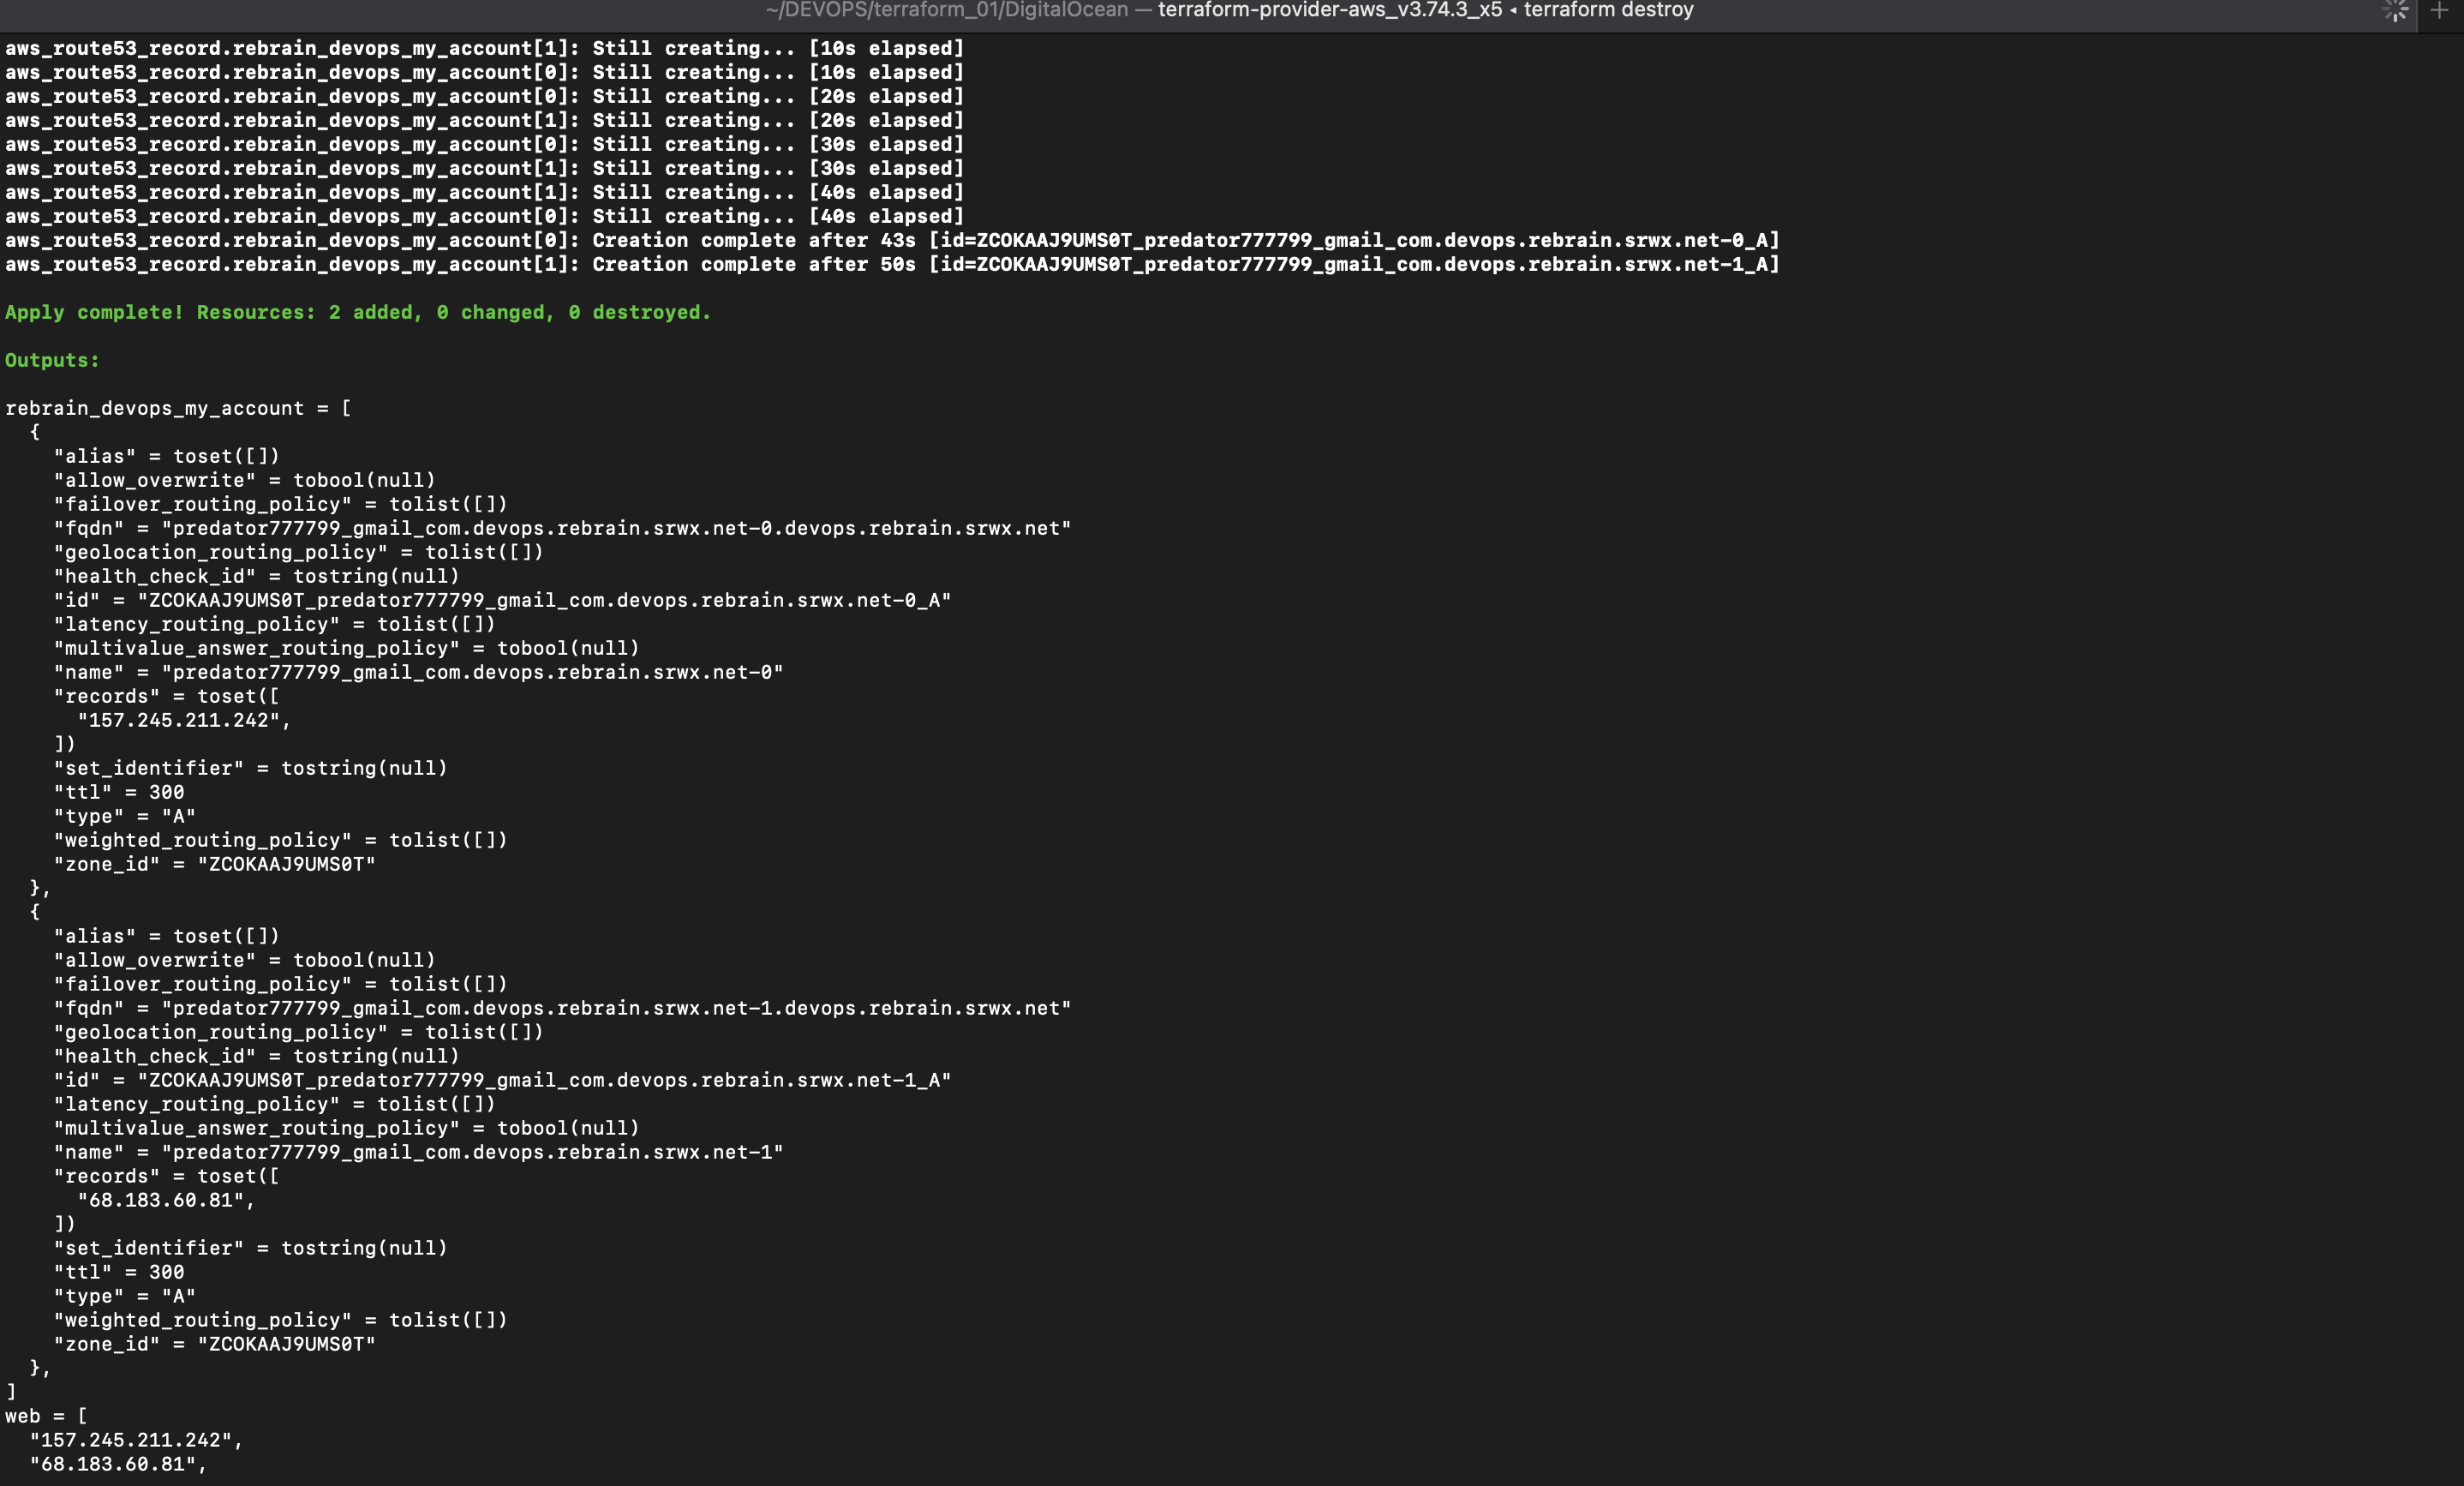 ~/DEVOPS/terraform_01/DigitalOcean — terraform-provider-aws_v3.74.3_x5 ◂ terraform destroy
aws_route53_record.rebrain_devops_my_account[1]: Still creating... [10s elapsed]
aws_route53_record.rebrain_devops_my_account[0]: Still creating... [10s elapsed]
aws_route53_record.rebrain_devops_my_account[0]: Still creating... [20s elapsed]
aws_route53_record.rebrain_devops_my_account[1]: Still creating... [20s elapsed]
aws_route53_record.rebrain_devops_my_account[0]: Still creating... [30s elapsed]
aws_route53_record.rebrain_devops_my_account[1]: Still creating... [30s elapsed]
aws_route53_record.rebrain_devops_my_account[1]: Still creating... [40s elapsed]
aws_route53_record.rebrain_devops_my_account[0]: Still creating... [40s elapsed]
aws_route53_record.rebrain_devops_my_account[0]: Creation complete after 43s [id=ZCOKAAJ9UMS0T_predator777799_gmail_com.devops.rebrain.srwx.net-0_A]
aws_route53_record.rebrain_devops_my_account[1]: Creation complete after 50s [id=ZCOKAAJ9UMS0T_predator777799_gmail_com.devops.rebrain.srwx.net-1_A]
Apply complete! Resources: 2 added, 0 changed, 0 destroyed.
Outputs:
rebrain_devops_my_account = [
  {
    "alias" = toset([])
    "allow_overwrite" = tobool(null)
    "failover_routing_policy" = tolist([])
    "fqdn" = "predator777799_gmail_com.devops.rebrain.srwx.net-0.devops.rebrain.srwx.net"
    "geolocation_routing_policy" = tolist([])
    "health_check_id" = tostring(null)
    "id" = "ZCOKAAJ9UMS0T_predator777799_gmail_com.devops.rebrain.srwx.net-0_A"
    "latency_routing_policy" = tolist([])
    "multivalue_answer_routing_policy" = tobool(null)
    "name" = "predator777799_gmail_com.devops.rebrain.srwx.net-0"
    "records" = toset([
      "157.245.211.242",
    ])
    "set_identifier" = tostring(null)
    "ttl" = 300
    "type" = "A"
    "weighted_routing_policy" = tolist([])
    "zone_id" = "ZCOKAAJ9UMS0T"
  },
  {
    "alias" = toset([])
    "allow_overwrite" = tobool(null)
    "failover_routing_policy" = tolist([])
    "fqdn" = "predator777799_gmail_com.devops.rebrain.srwx.net-1.devops.rebrain.srwx.net"
    "geolocation_routing_policy" = tolist([])
    "health_check_id" = tostring(null)
    "id" = "ZCOKAAJ9UMS0T_predator777799_gmail_com.devops.rebrain.srwx.net-1_A"
    "latency_routing_policy" = tolist([])
    "multivalue_answer_routing_policy" = tobool(null)
    "name" = "predator777799_gmail_com.devops.rebrain.srwx.net-1"
    "records" = toset([
      "68.183.60.81",
    ])
    "set_identifier" = tostring(null)
    "ttl" = 300
    "type" = "A"
    "weighted_routing_policy" = tolist([])
    "zone_id" = "ZCOKAAJ9UMS0T"
  },
]
web = [
  "157.245.211.242",
  "68.183.60.81",